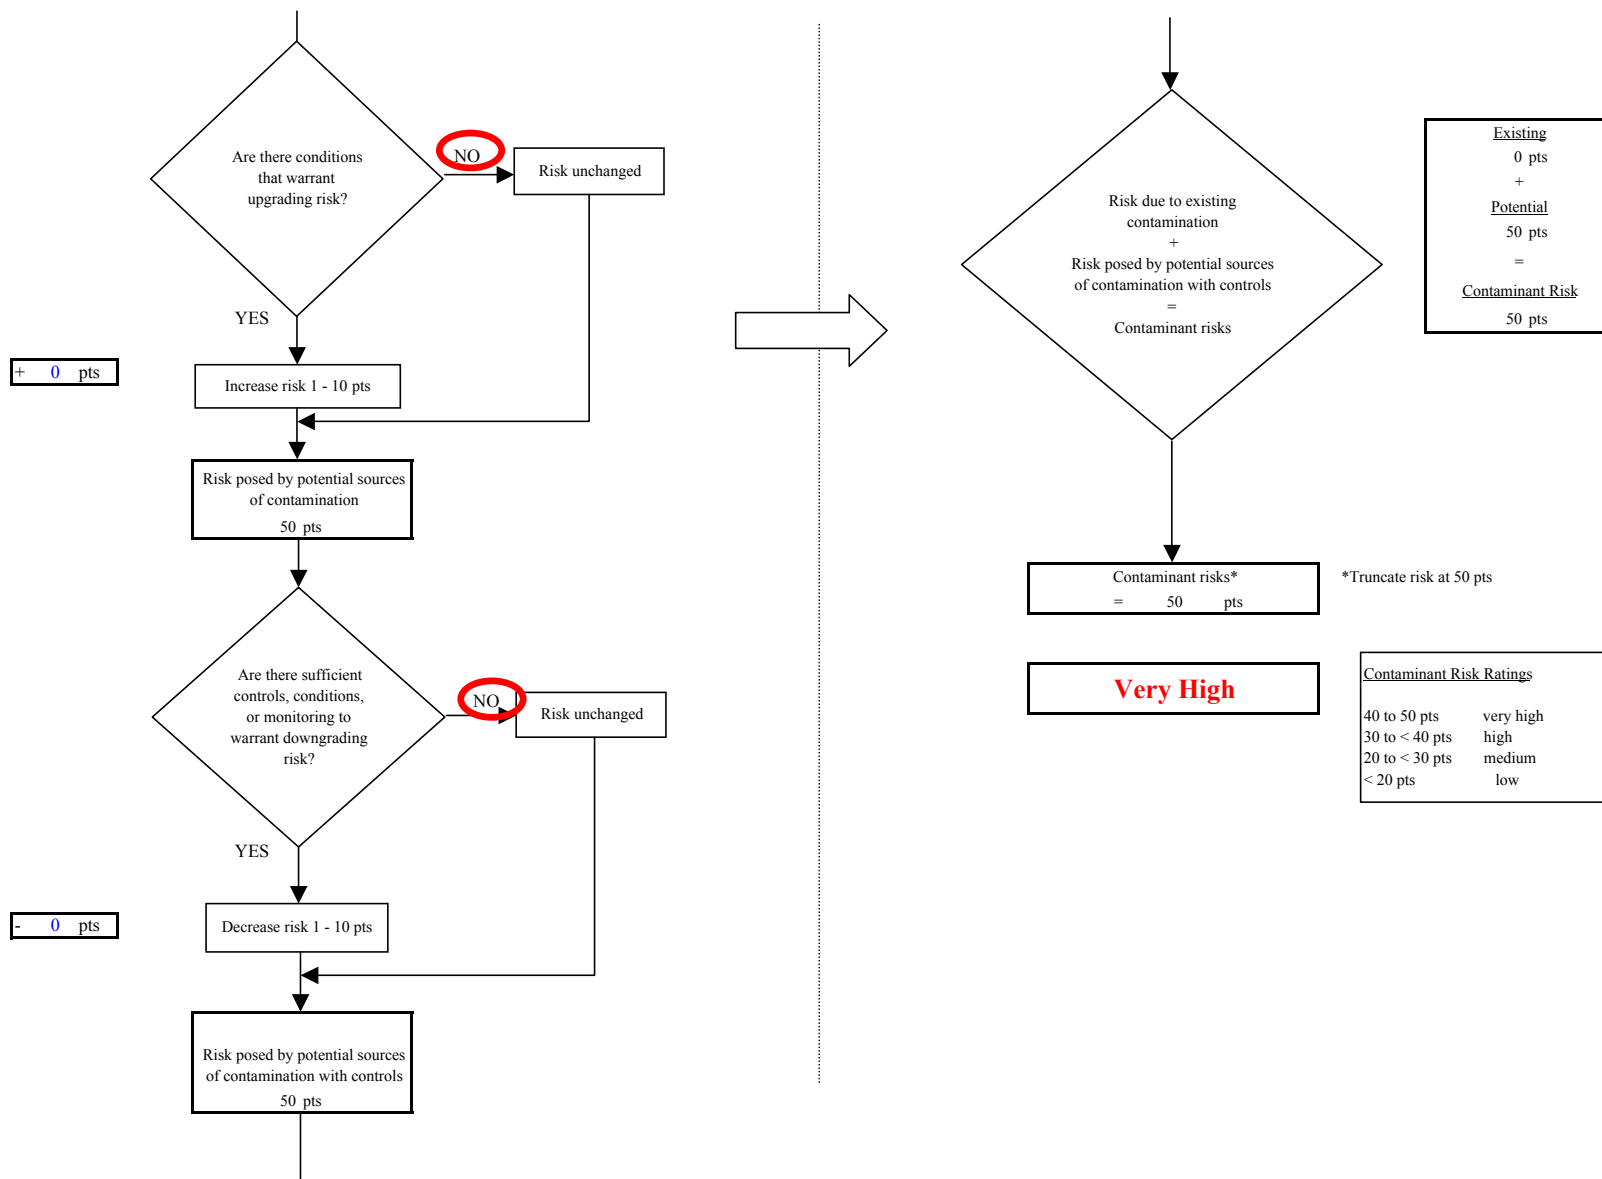 Are there conditions
that warrant
upgrading risk?
NO
Risk unchanged
YES
+ 0 pts
Increase risk 1 - 10 pts
Risk posed by potential sources
of contamination
50 pts
Are there sufficient
controls, conditions,
or monitoring to
warrant downgrading
risk?
NO
Risk unchanged
YES
- 0 pts
Decrease risk 1 - 10 pts
Risk posed by potential sources
of contamination with controls
50 pts
Risk due to existing
contamination
+
Risk posed by potential sources
of contamination with controls
=
Contaminant risks
Existing
0 pts
+
Potential
50 pts
=
Contaminant Risk
50 pts
Contaminant risks*
= 50 pts
*Truncate risk at 50 pts
Very High
Contaminant Risk Ratings
40 to 50 pts very high
30 to < 40 pts high
20 to < 30 pts medium
< 20 pts low